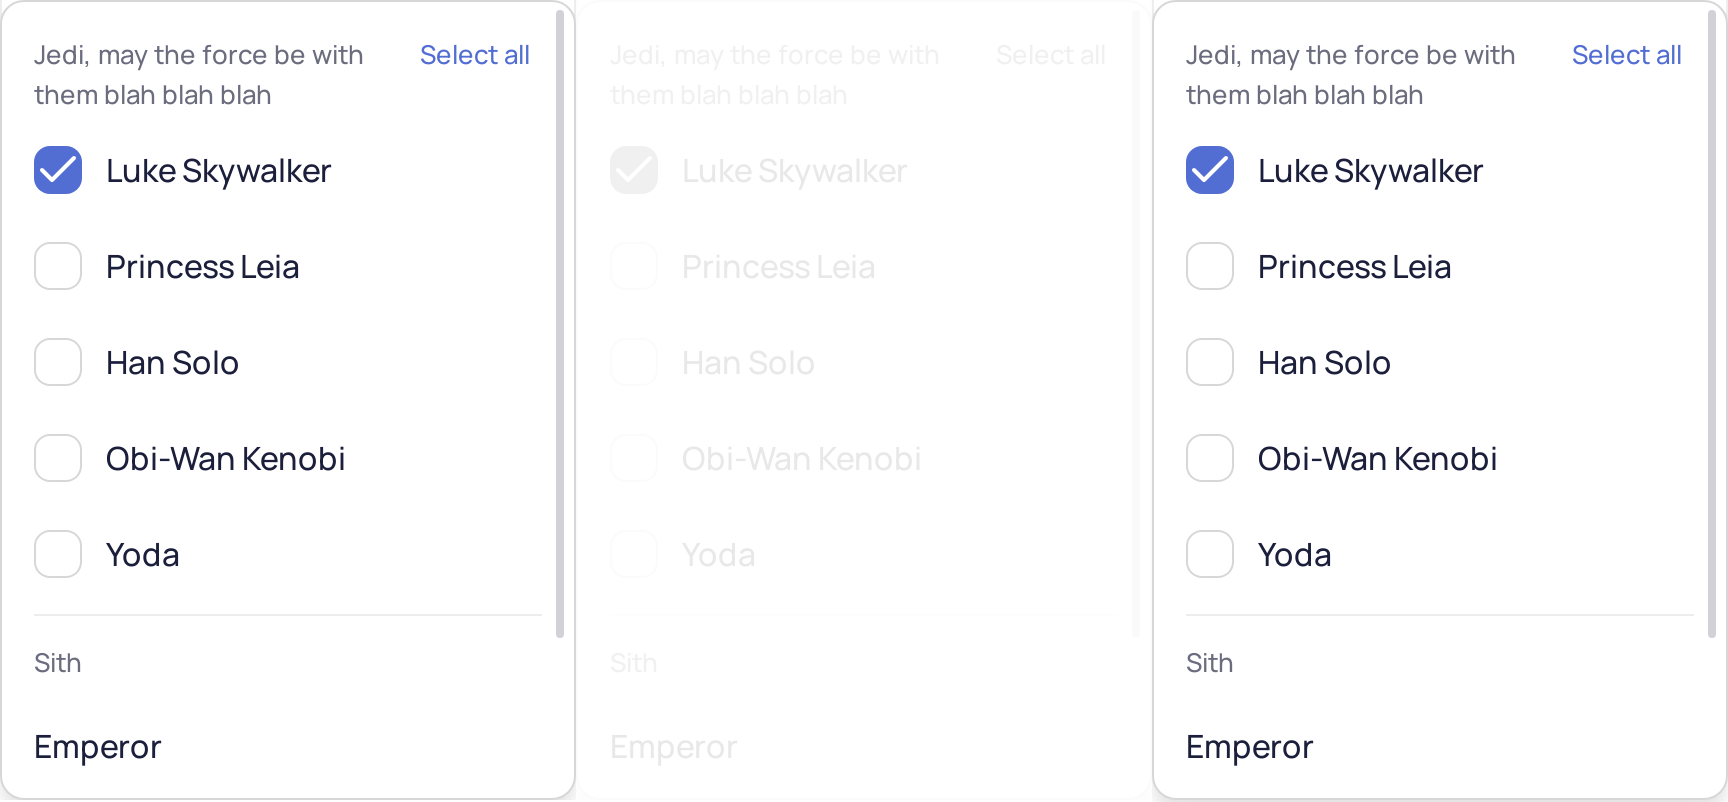 Jedi, may the force be with
them blah blah blah
Select all
Luke Skywalker
Princess Leia
Han Solo
Obi-Wan Kenobi
Yoda
Sith
Emperor
Jedi, may the force be with
them blah blah blah
Select all
Luke Skywalker
Princess Leia
Han Solo
Obi-Wan Kenobi
Yoda
Sith
Emperor
Jedi, may the force be with
them blah blah blah
Select all
Luke Skywalker
Princess Leia
Han Solo
Obi-Wan Kenobi
Yoda
Sith
Emperor